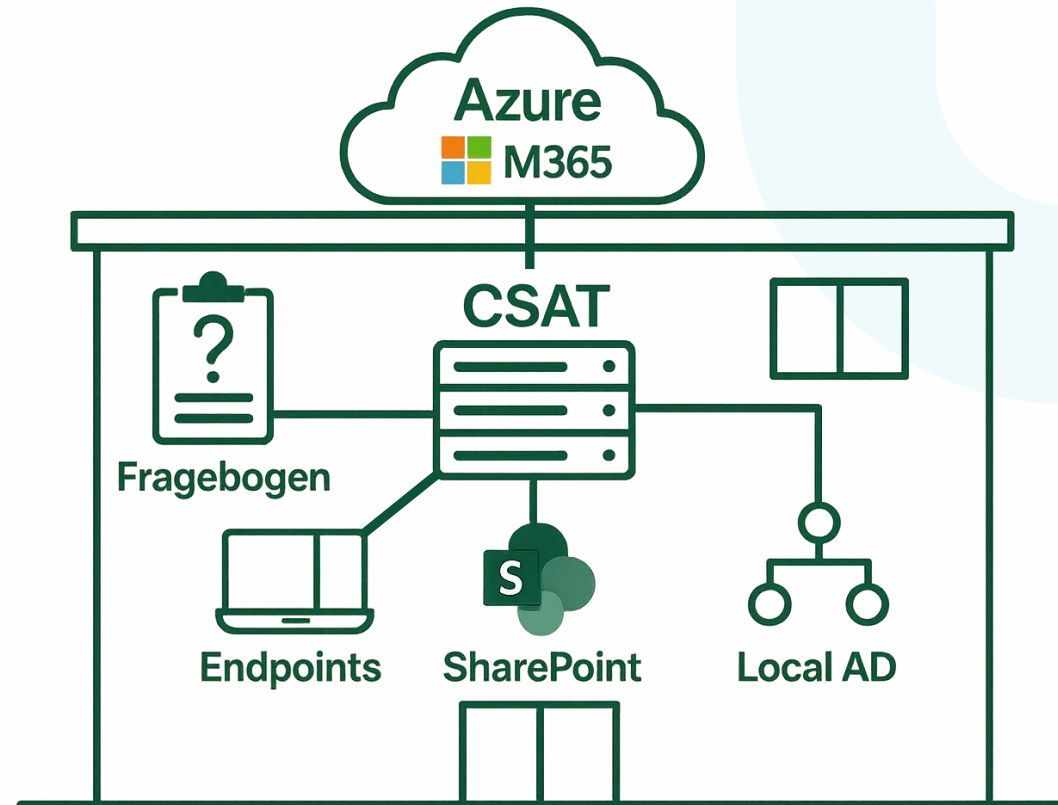 Azure
M365
CSAT
?
Fragebogen
S
Endpoints
SharePoint
Local AD